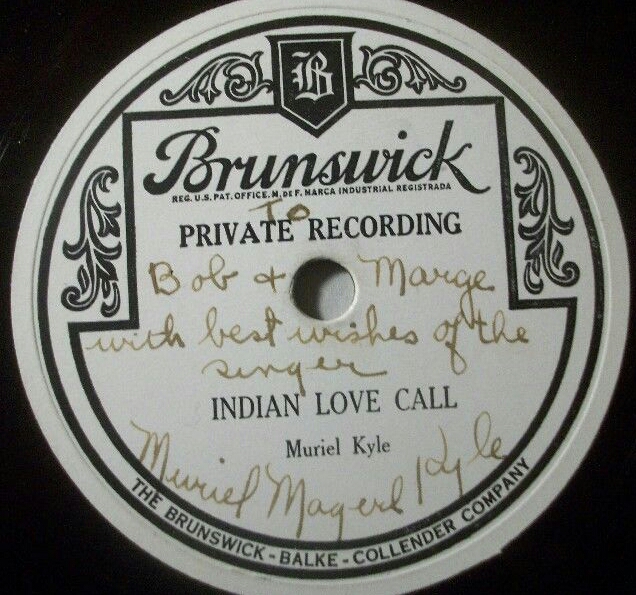 B
Brunswick
REG. U.S. PAT. OFFICE. M. DE F. MARCA INDUSTRIAL REGISTRADA
To
PRIVATE RECORDING
Bob + Marge
with best wishes of the
singer
INDIAN LOVE CALL
Muriel Kyle
Muriel Magerl Kyle
THE BRUNSWICK-BALKE-COLLENDER COMPANY